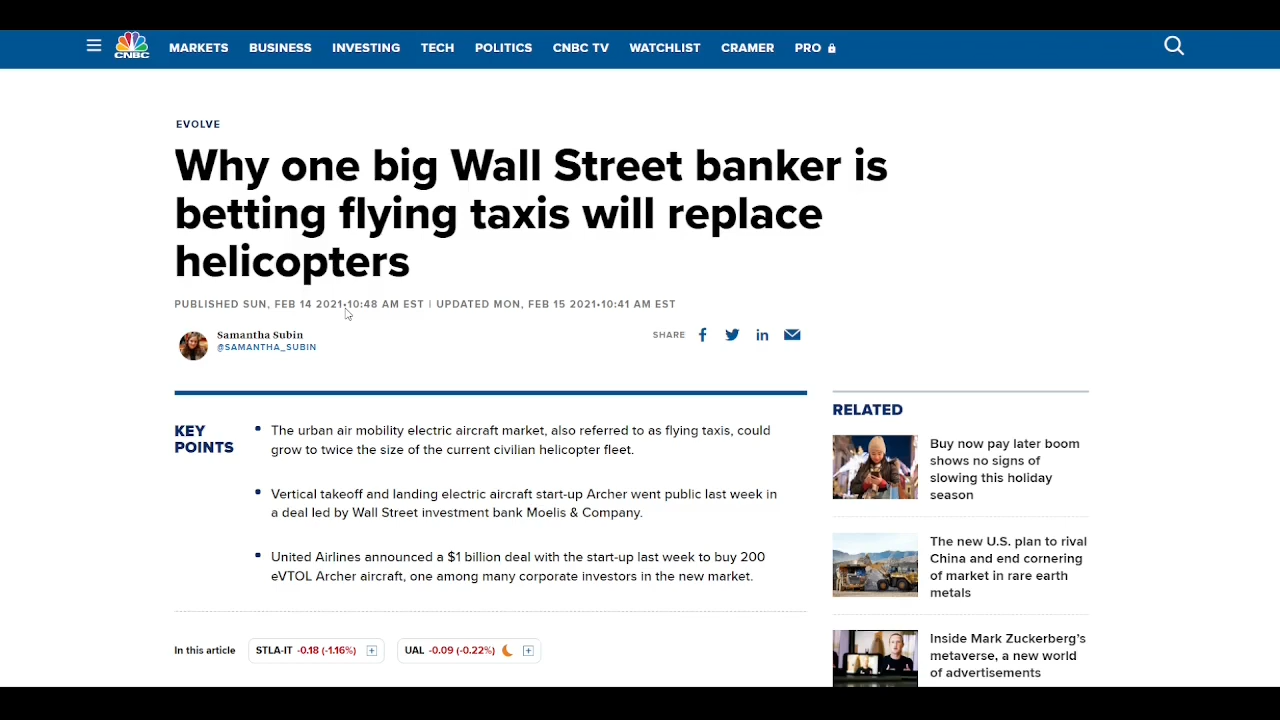 CNBC
MARKETS BUSINESS INVESTING TECH POLITICS CNBC TV WATCHLIST CRAMER PRO
EVOLVE
Why one big Wall Street banker is
betting flying taxis will replace
helicopters
PUBLISHED SUN, FEB 14 2021•10:48 AM EST | UPDATED MON, FEB 15 2021•10:41 AM EST
Samantha Subin
@SAMANTHA_SUBIN
SHARE
KEY
POINTS
• The urban air mobility electric aircraft market, also referred to as flying taxis, could
grow to twice the size of the current civilian helicopter fleet.
• Vertical takeoff and landing electric aircraft start-up Archer went public last week in
a deal led by Wall Street investment bank Moelis & Company.
• United Airlines announced a $1 billion deal with the start-up last week to buy 200
eVTOL Archer aircraft, one among many corporate investors in the new market.
In this article STLA-IT -0.18 (-1.16%) + UAL -0.09 (-0.22%) +
RELATED
Buy now pay later boom
shows no signs of
slowing this holiday
season
The new U.S. plan to rival
China and end cornering
of market in rare earth
metals
Inside Mark Zuckerberg's
metaverse, a new world
of advertisements